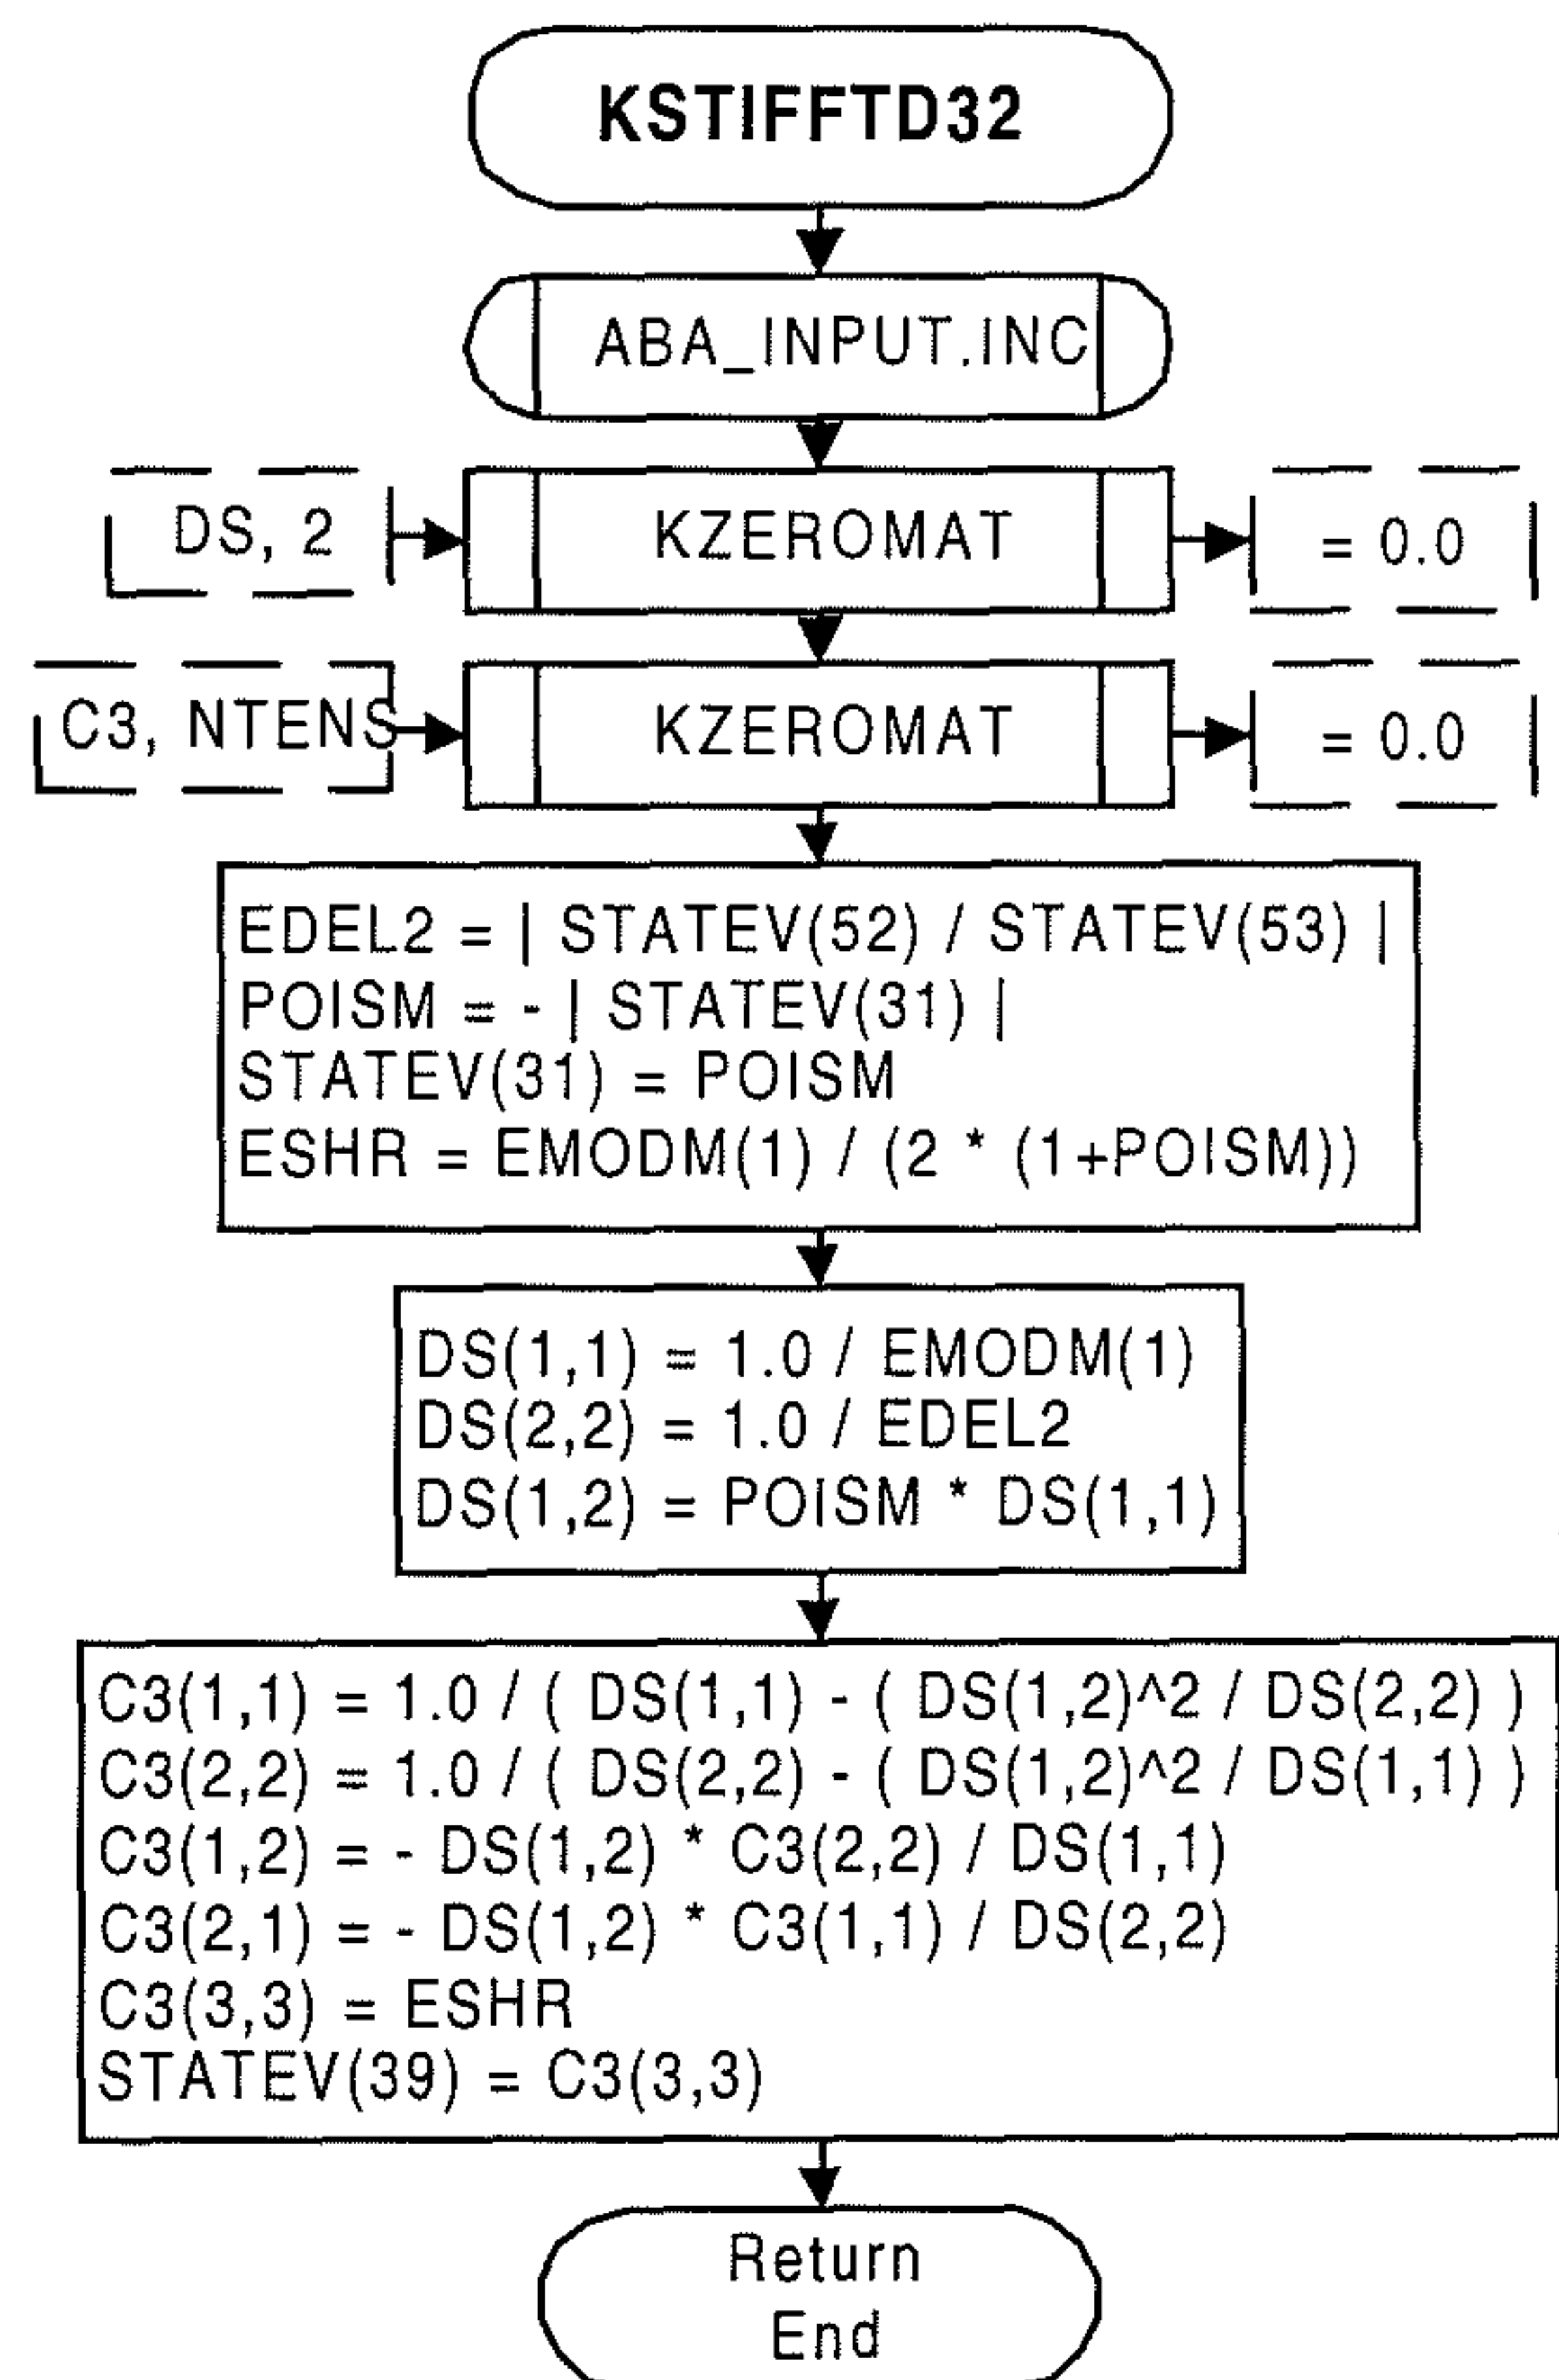 KSTIFFTD32
ABA_INPUT.INC
DS, 2
KZEROMAT
= 0.0
C3, NTENS
KZEROMAT
= 0.0
EDEL2 = | STATEV(52) / STATEV(53) |
POISM = - | STATEV(31) |
STATEV(31) = POISM
ESHR = EMODM(1) / (2 * (1+POISM))
DS(1,1) = 1.0 / EMODM(1)
DS(2,2) = 1.0 / EDEL2
DS(1,2) = POISM * DS(1,1)
C3(1,1) = 1.0 / ( DS(1,1) - ( DS(1,2)^2 / DS(2,2) )
C3(2,2) = 1.0 / ( DS(2,2) - ( DS(1,2)^2 / DS(1,1) )
C3(1,2) = - DS(1,2) * C3(2,2) / DS(1,1)
C3(2,1) = - DS(1,2) * C3(1,1) / DS(2,2)
C3(3,3) = ESHR
STATEV(39) = C3(3,3)
Return
End